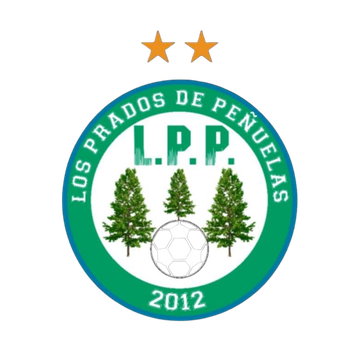 LOS PRADOS DE PEÑUELAS
L.P.P.
2012